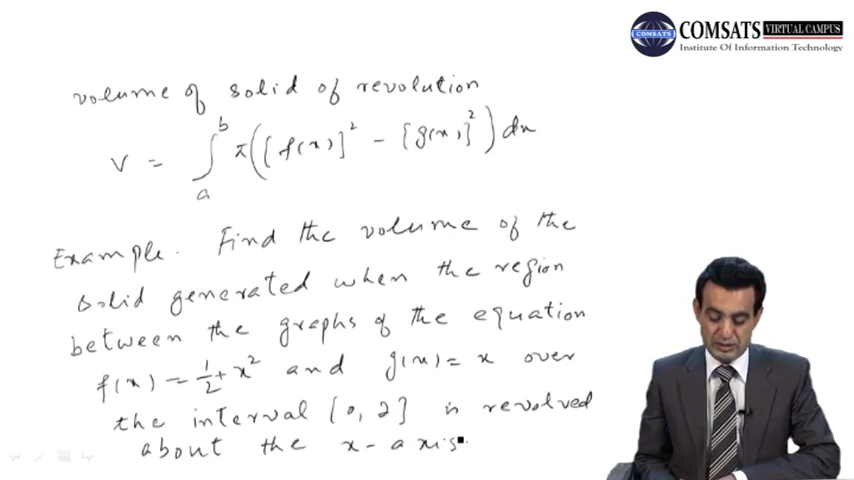 COMSATS VIRTUAL CAMPUS
Institute Of Information Technology
COMSATS
volume of solid of revolution
V = ∫_a^b π([f(x)]² - [g(x)]²) dx
Example. Find the volume of the
solid generated when the region
between the graphs of the equation
f(x) = 1/2 + x² and g(x) = x over
the interval [0, 2] is revolved
about the x-axis.